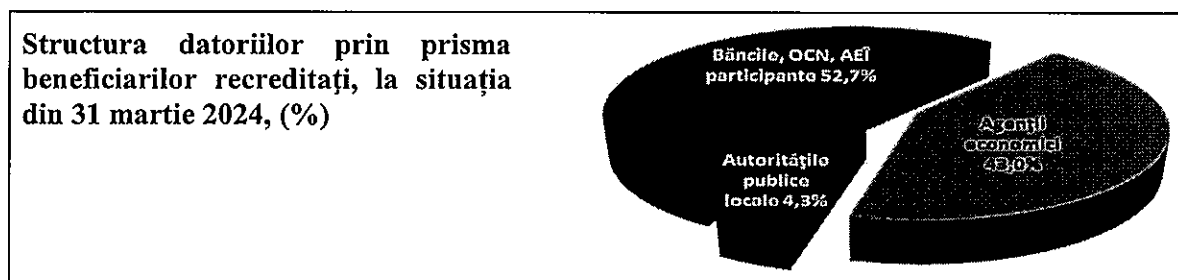 Structura datoriilor prin prisma
beneficiarilor recreditați, la situația
din 31 martie 2024, (%)
Băncile, OCN, AEÎ
participante 52,7%
Agenții
economici
43,0%
Autoritățile
publice
locale 4,3%